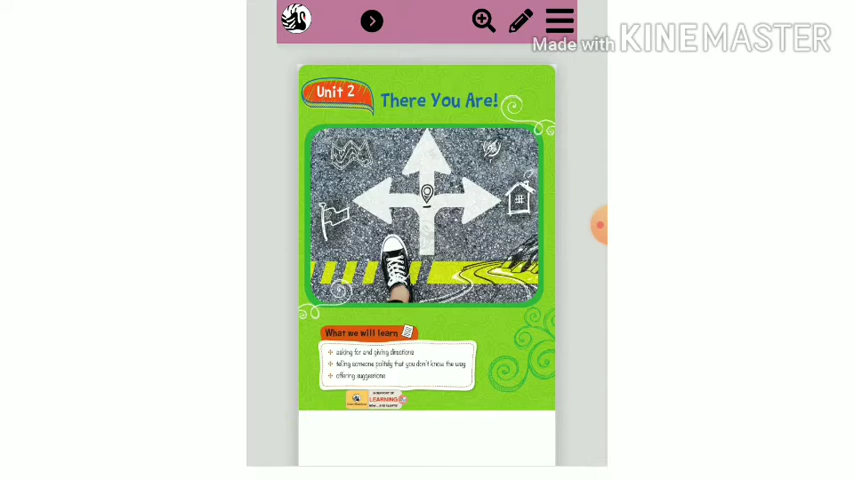 Made with KINEMASTER
Unit 2
There You Are!
What we will learn
asking for and giving directions
telling someone politely that you don't know the way
offering suggestions
LEARNING